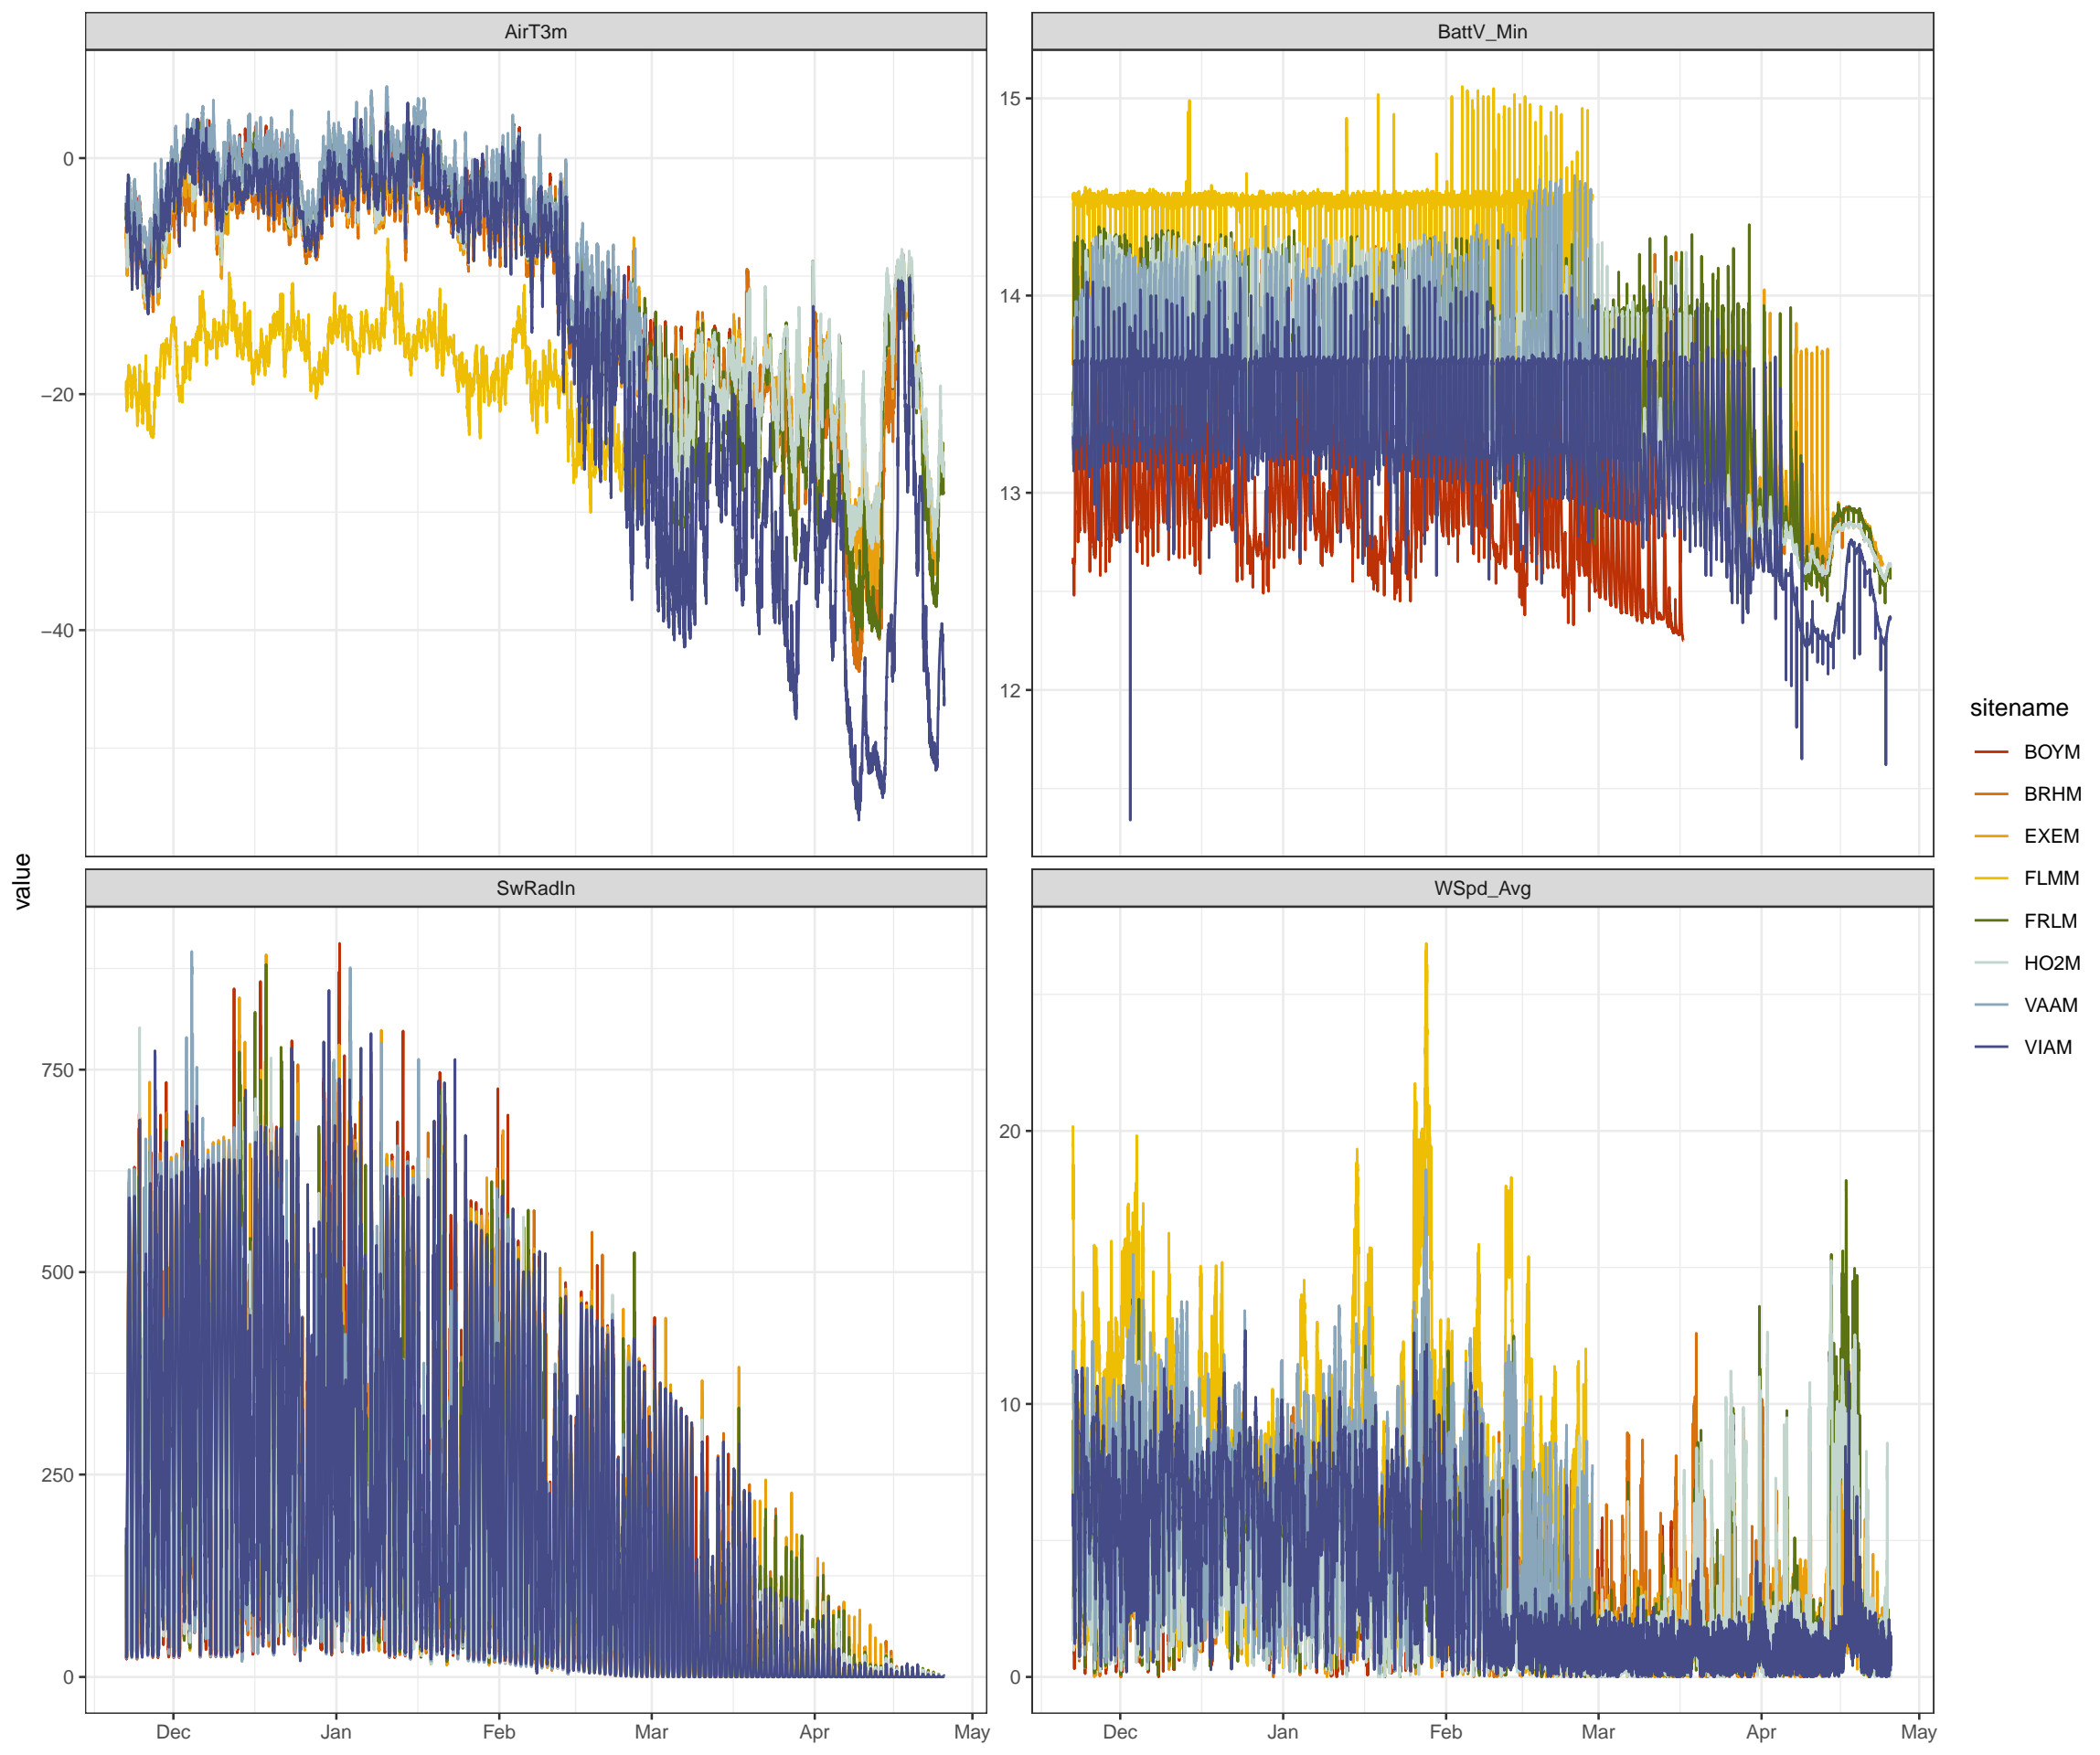 AirT3m
BattV_Min
0
−20
−40
15
14
13
12
value
SwRadIn
WSpd_Avg
750
500
250
0
20
10
0
Dec Jan Feb Mar Apr May
Dec Jan Feb Mar Apr May
sitename
BOYM
BRHM
EXEM
FLMM
FRLM
HO2M
VAAM
VIAM